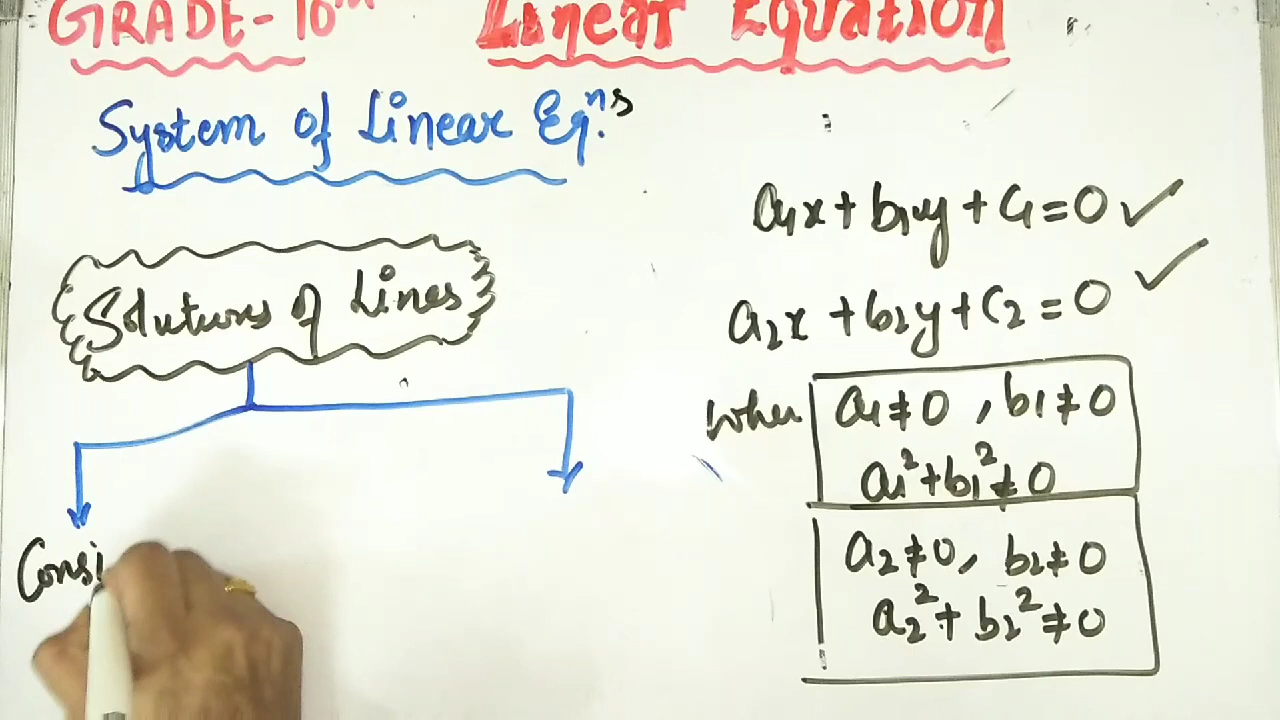 GRADE-10th Linear Equation
System of Linear Eqns.
Solutions of Lines
Consi
a1x + b1y + c1 = 0 ✓
a2x + b2y + c2 = 0 ✓
When a1 ≠ 0 , b1 ≠ 0
a1² + b1² ≠ 0
a2 ≠ 0, b2 ≠ 0
a2² + b2² ≠ 0